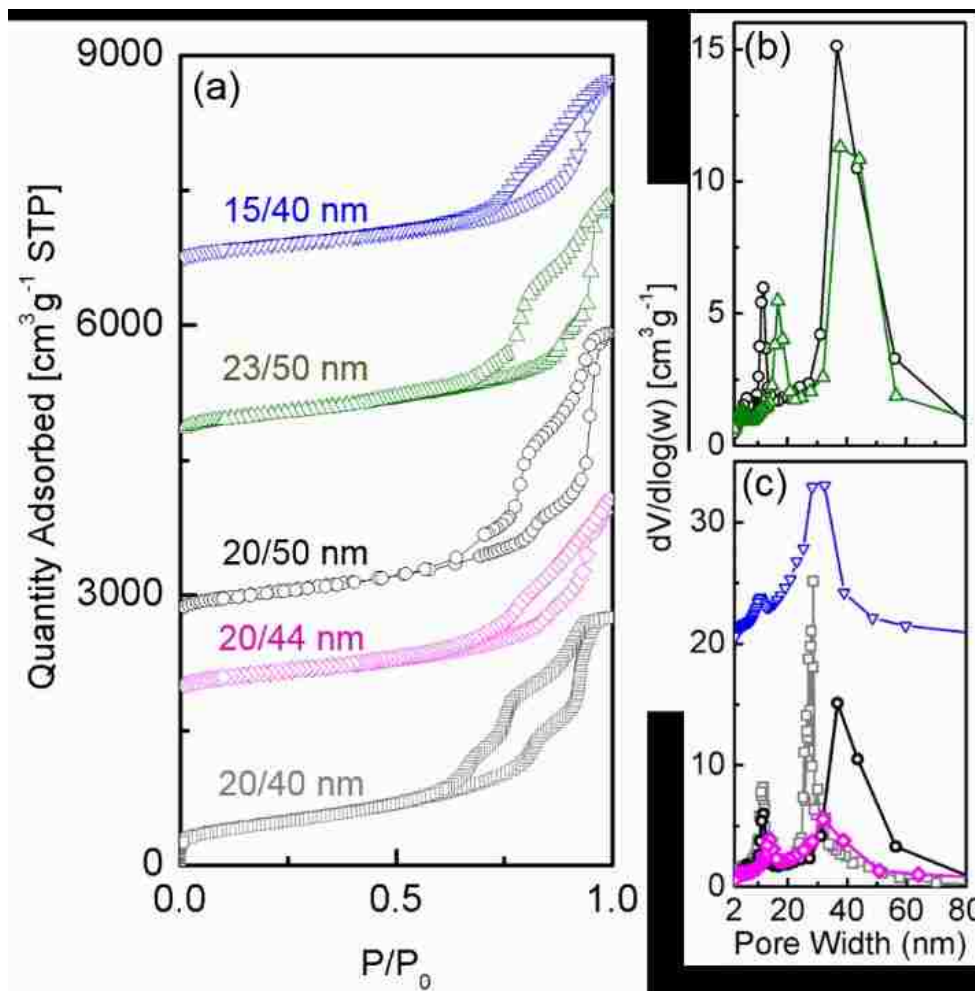 (a)
9000
6000
3000
0
Quantity Adsorbed [cm³g⁻¹ STP]
15/40 nm
23/50 nm
20/50 nm
20/44 nm
20/40 nm
0.0 0.5 1.0
P/P₀
(b)
15
10
5
0
dV/dlog(w) [cm³g⁻¹]
(c)
30
20
10
0
2 20 40 60 80
Pore Width (nm)